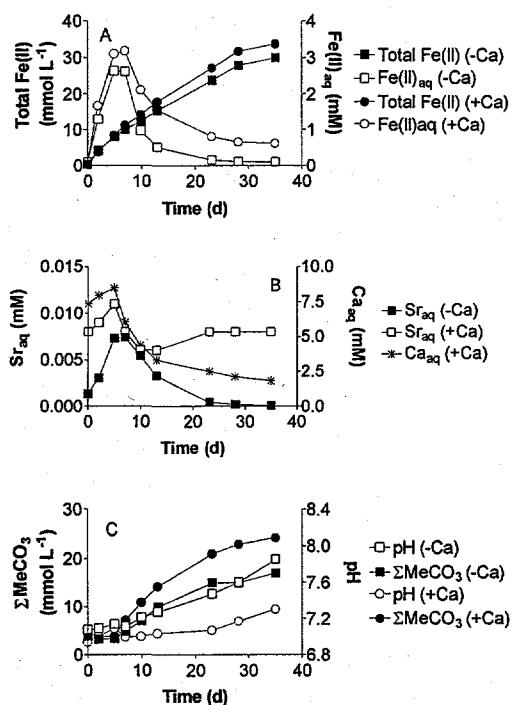 A
Total Fe(II)
(mmol L⁻¹)
40
30
20
10
0
0 10 20 30 40
Time (d)
4
3
2
1
0
Fe(II)aq
(mM)
Total Fe(II) (-Ca)
Fe(II)aq (-Ca)
Total Fe(II) (+Ca)
Fe(II)aq (+Ca)
B
Sraq (mM)
0.015
0.010
0.005
0.000
0 10 20 30 40
Time (d)
10.0
7.5
5.0
2.5
0.0
Caaq
(mM)
Sraq (-Ca)
Sraq (+Ca)
Caaq (+Ca)
C
ΣMeCO₃
mmol L⁻¹)
30
20
10
0
0 10 20 30 40
Time (d)
8.4
8.0
7.6
7.2
6.8
pH
pH (-Ca)
ΣMeCO₃ (-Ca)
pH (+Ca)
ΣMeCO₃ (+Ca)